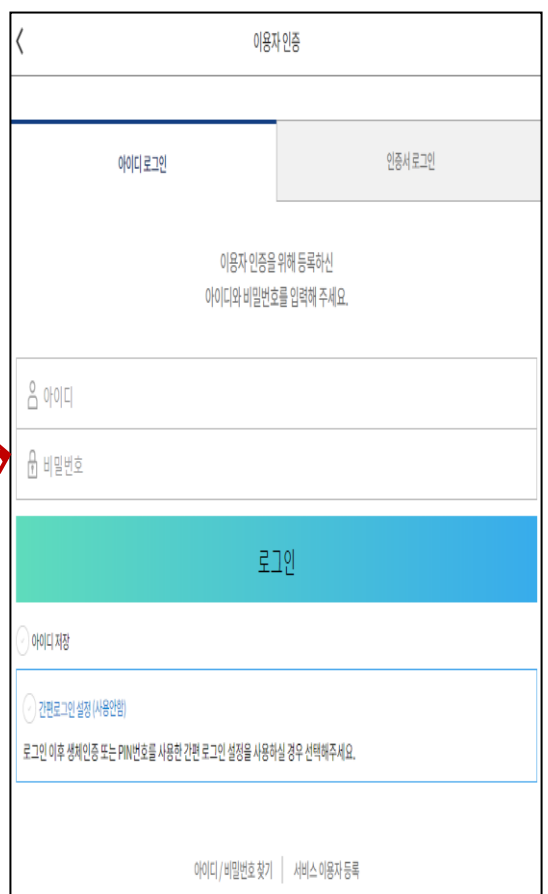 이용자 인증
아이디 로그인
인증서 로그인
이용자 인증을 위해 등록하신
아이디와 비밀번호를 입력해 주세요.
아이디
비밀번호
로그인
아이디 저장
간편로그인 설정 (사용안함)
로그인 이후 생체인증 또는 PIN번호를 사용한 간편 로그인 설정을 사용하실 경우 선택해주세요.
아이디 / 비밀번호 찾기 │ 서비스 이용자 등록